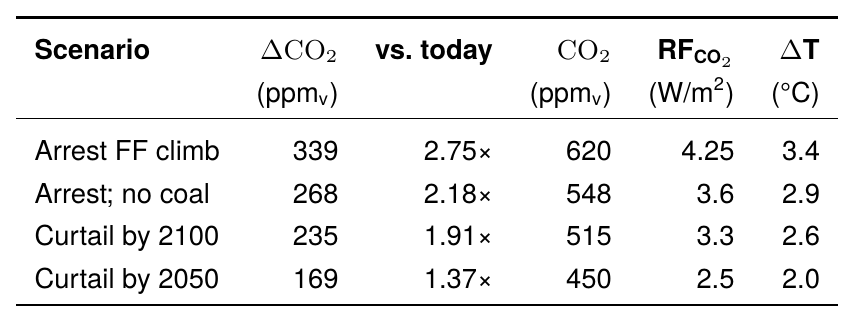 Scenario ΔCO₂ vs. today CO₂ RF_CO₂ ΔT
(ppmᵥ) (ppmᵥ) (W/m²) (°C)
Arrest FF climb 339 2.75× 620 4.25 3.4
Arrest; no coal 268 2.18× 548 3.6 2.9
Curtail by 2100 235 1.91× 515 3.3 2.6
Curtail by 2050 169 1.37× 450 2.5 2.0